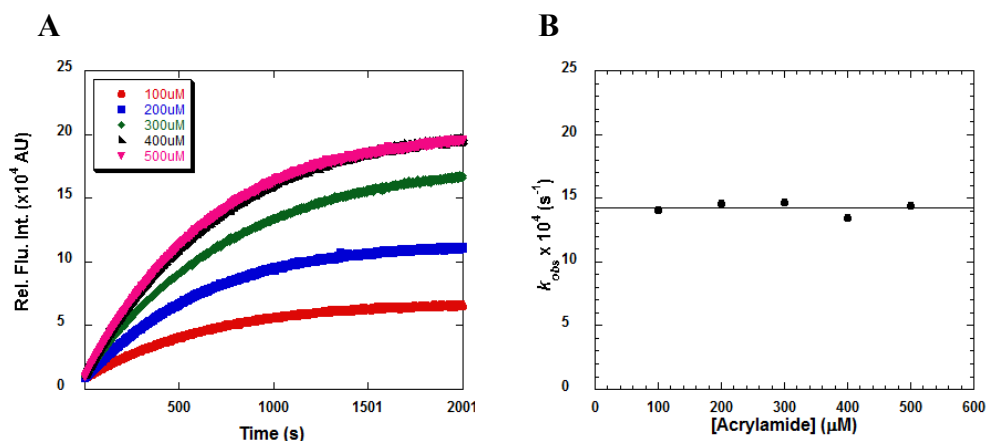 A
B
Rel. Flu. Int. (x10⁴ AU)
25
20
15
10
5
0
100uM
200uM
300uM
400uM
500uM
500
1000
1501
2001
Time (s)
k_obs x 10⁴ (s⁻¹)
25
20
15
10
5
0
0
100
200
300
400
500
600
[Acrylamide] (μM)